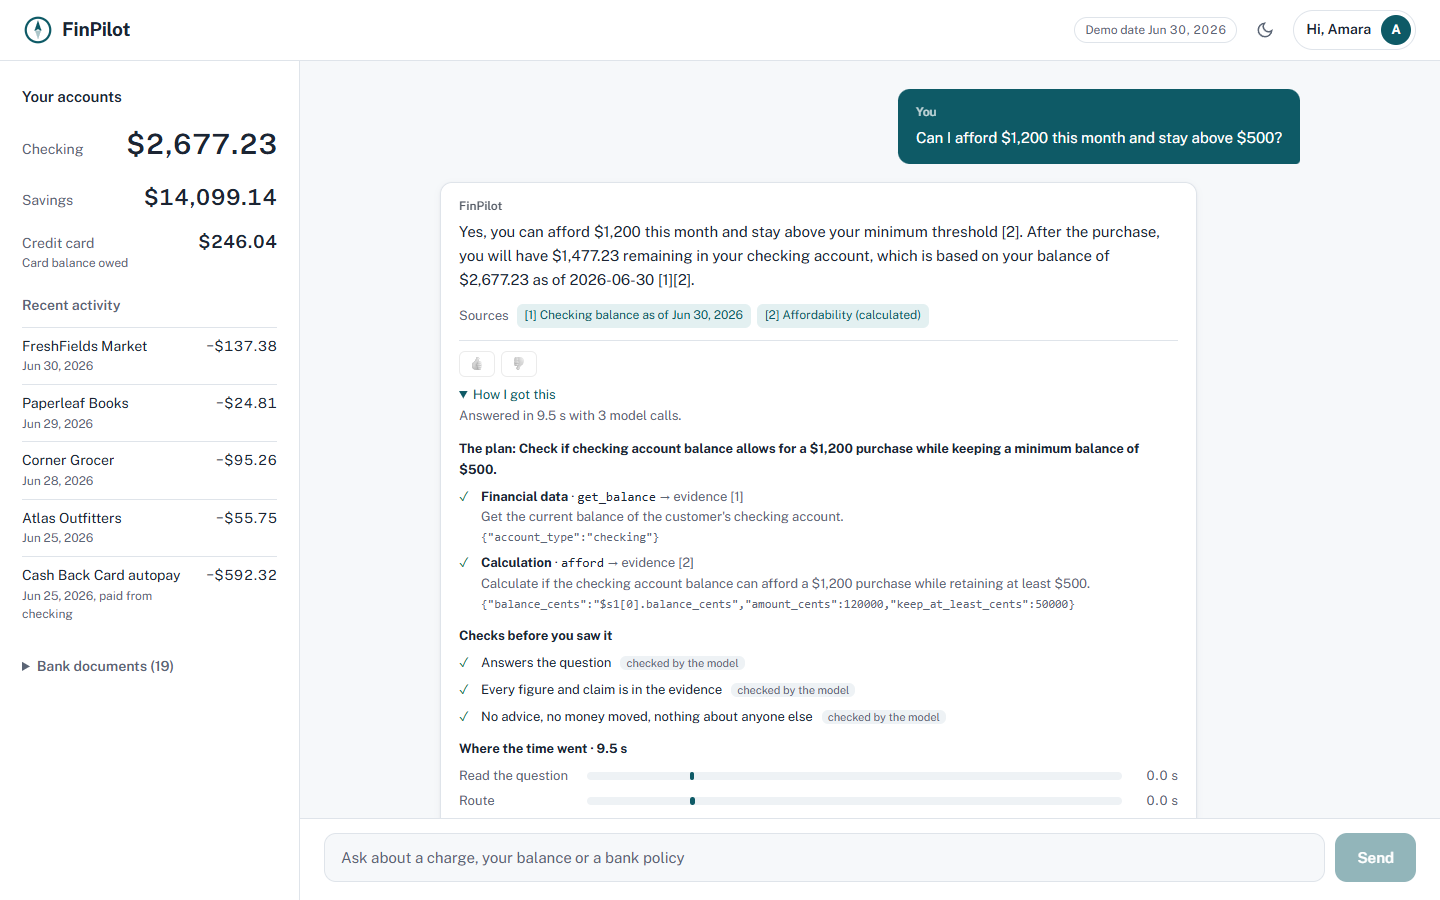 FinPilot
Demo date Jun 30, 2026
Hi, Amara
A
Your accounts
Checking
$2,677.23
Savings
$14,099.14
Credit card
$246.04
Card balance owed
Recent activity
FreshFields Market
−$137.38
Jun 30, 2026
Paperleaf Books
−$24.81
Jun 29, 2026
Corner Grocer
−$95.26
Jun 28, 2026
Atlas Outfitters
−$55.75
Jun 25, 2026
Cash Back Card autopay
−$592.32
Jun 25, 2026, paid from
checking
Bank documents (19)
You
Can I afford $1,200 this month and stay above $500?
FinPilot
Yes, you can afford $1,200 this month and stay above your minimum threshold [2]. After the purchase,
you will have $1,477.23 remaining in your checking account, which is based on your balance of
$2,677.23 as of 2026-06-30 [1][2].
Sources
[1] Checking balance as of Jun 30, 2026
[2] Affordability (calculated)
How I got this
Answered in 9.5 s with 3 model calls.
The plan: Check if checking account balance allows for a $1,200 purchase while keeping a minimum balance of
$500.
✓ Financial data · get_balance → evidence [1]
Get the current balance of the customer's checking account.
{"account_type":"checking"}
✓ Calculation · afford → evidence [2]
Calculate if the checking account balance can afford a $1,200 purchase while retaining at least $500.
{"balance_cents":"$s1[0].balance_cents","amount_cents":120000,"keep_at_least_cents":50000}
Checks before you saw it
✓ Answers the question checked by the model
✓ Every figure and claim is in the evidence checked by the model
✓ No advice, no money moved, nothing about anyone else checked by the model
Where the time went · 9.5 s
Read the question 0.0 s
Route 0.0 s
Ask about a charge, your balance or a bank policy
Send